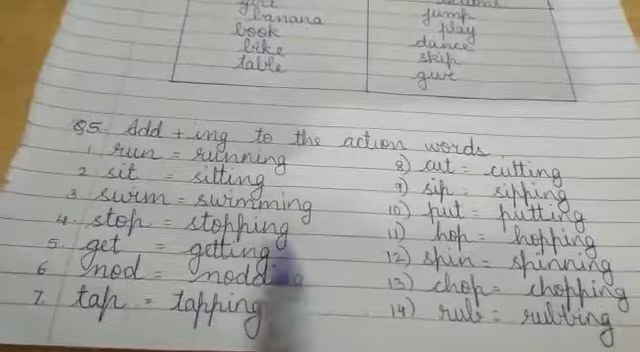 banana
book
bike
table
jump
play
dance
skip
give
Q5. Add +ing to the action words
1. run = running
2 sit = sitting
3. swim = swimming
4. stop = stopping
5. get = getting
6 nod = nodding
7. tap = tapping
8) cut = cutting
9) sip = sipping
10) put = putting
11) hop = hopping
12) spin = spinning
13) chop = chopping
14) rub = rubbing